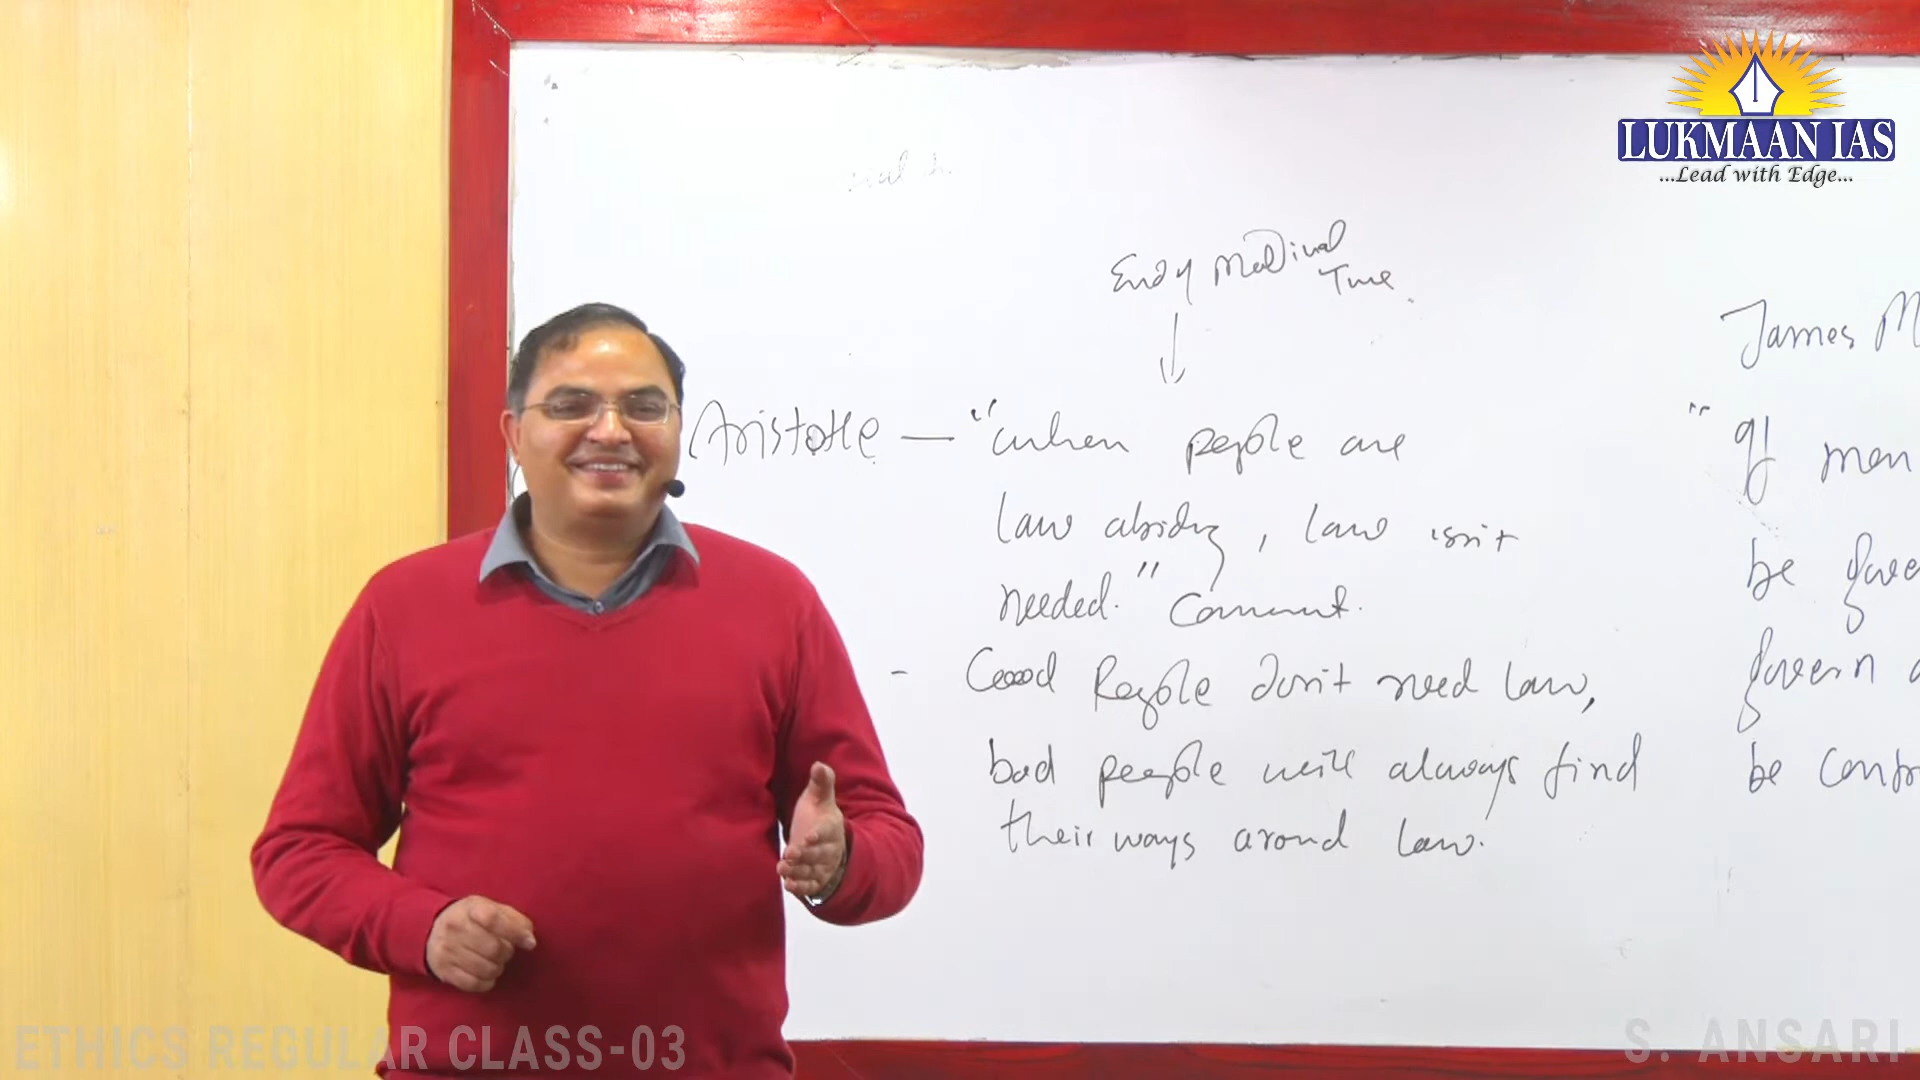 LUKMAAN IAS
...Lead with Edge...
End of Medival
Time
Aristotle — "when people are
law abiding, law isn't
needed." Comment.
- Good People don't need law,
bad people will always find
their ways around law.
James M
"If men
be gove
govern a
be contr
ETHICS REGULAR CLASS-03
S. ANSARI